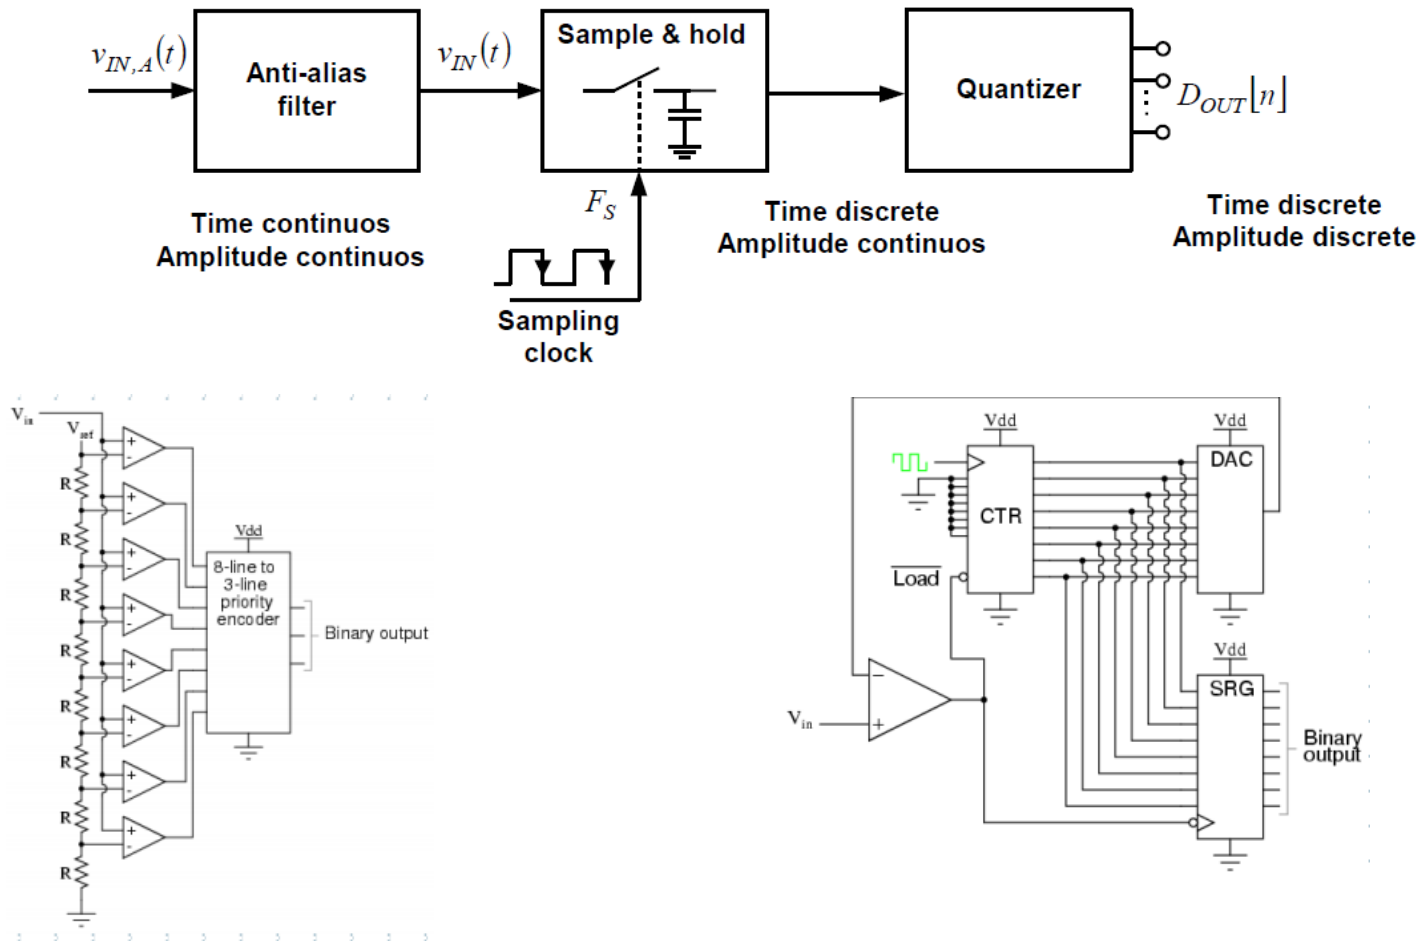 v_IN,A(t)
Anti-alias
filter
v_IN(t)
Sample & hold
Quantizer
D_OUT⌊n⌋
F_S
Time continuos
Amplitude continuos
Time discrete
Amplitude continuos
Time discrete
Amplitude discrete
Sampling
clock
V_in
V_ref
R
R
R
R
R
R
R
R
Vdd
8-line to
3-line
priority
encoder
Binary output
Vdd
CTR
Load
Vdd
DAC
Vdd
SRG
V_in
Binary
output